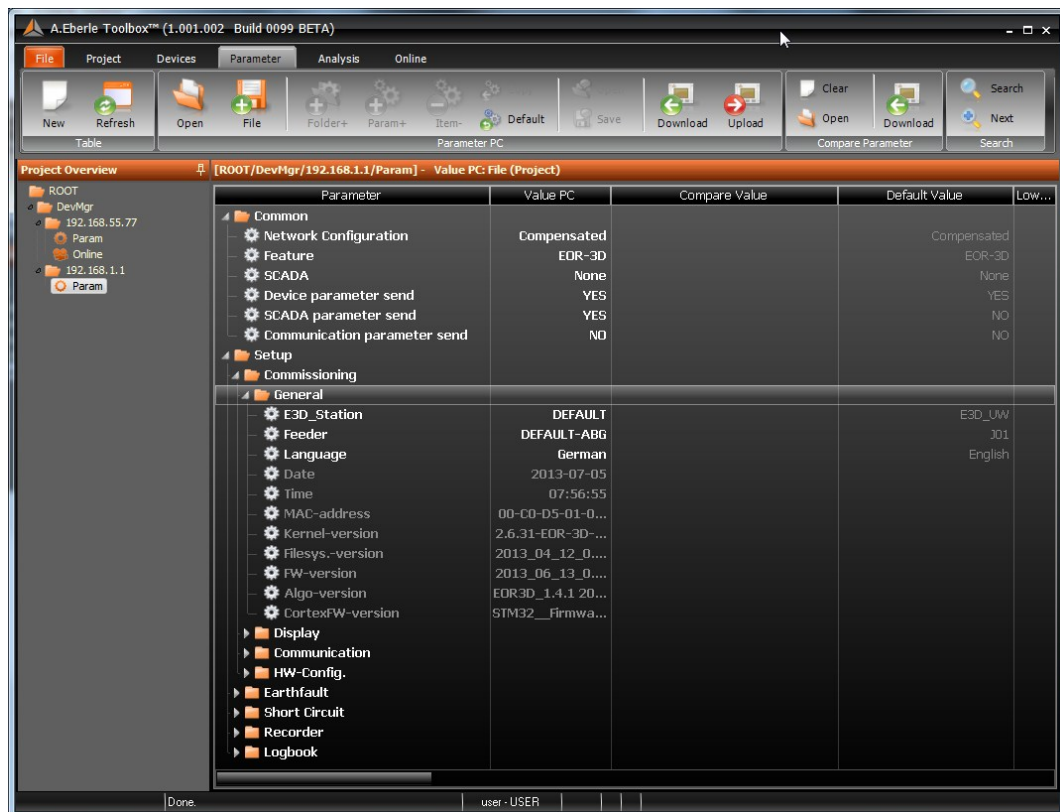 A.Eberle Toolbox™ (1.001.002 Build 0099 BETA)
File Project Devices Parameter Analysis Online
New Refresh Open File Folder+ Param+ Item- Default Save Download Upload Clear Open Download Search Next
Table Parameter PC Compare Parameter Search
Project Overview [ROOT/DevMgr/192.168.1.1/Param] - Value PC: File (Project)
ROOT
DevMgr
192.168.55.77
Param
Online
192.168.1.1
Param
Parameter Value PC Compare Value Default Value Low...
Common
Network Configuration Compensated Compensated
Feature EOR-3D EOR-3D
SCADA None None
Device parameter send YES YES
SCADA parameter send YES NO
Communication parameter send NO NO
Setup
Commissioning
General
E3D_Station DEFAULT E3D_UW
Feeder DEFAULT-ABG J01
Language German English
Date 2013-07-05
Time 07:56:55
MAC-address 00-C0-D5-01-0...
Kernel-version 2.6.31-EOR-3D-...
Filesys.-version 2013_04_12_0....
FW-version 2013_06_13_0....
Algo-version EOR3D_1.4.1 20...
CortexFW-version STM32__Firmwa...
Display
Communication
HW-Config.
Earthfault
Short Circuit
Recorder
Logbook
Done. user - USER